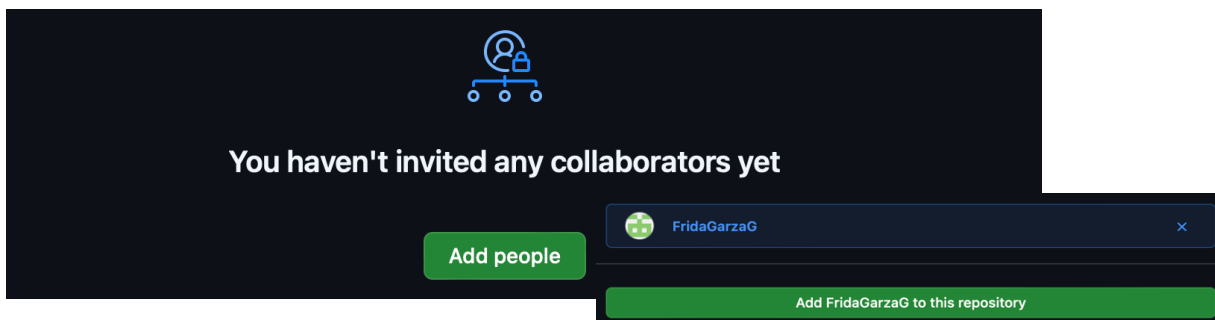 You haven't invited any collaborators yet
Add people
FridaGarzaG
Add FridaGarzaG to this repository